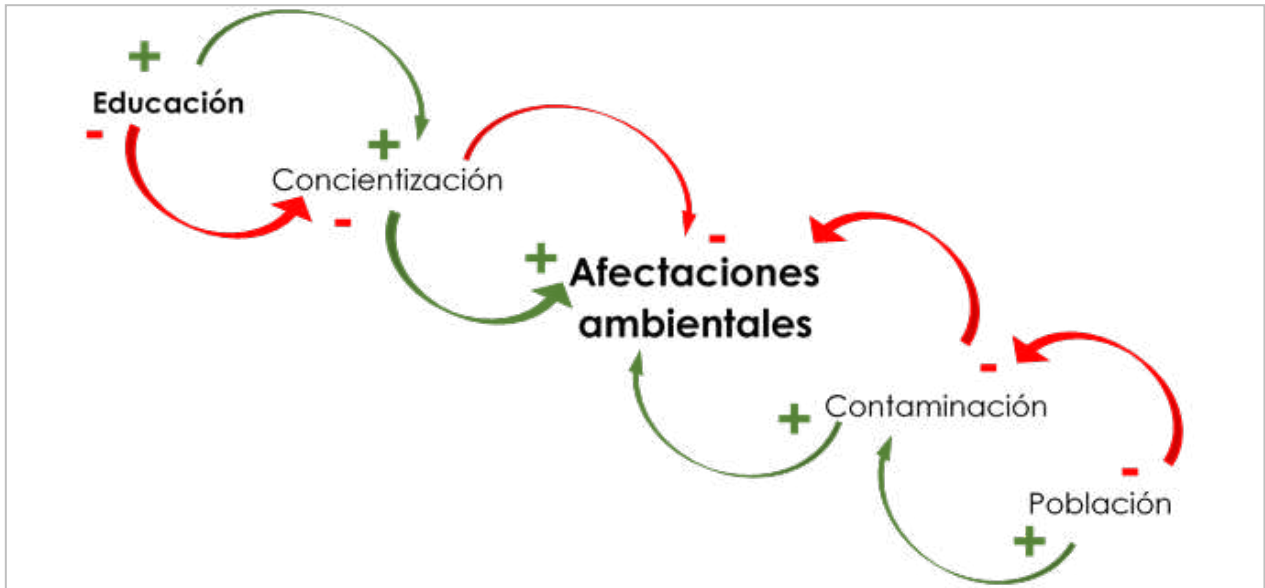 +
Educación
-
+
Concientización
-
-
+
Afectaciones
ambientales
-
+
Contaminación
-
Población
+